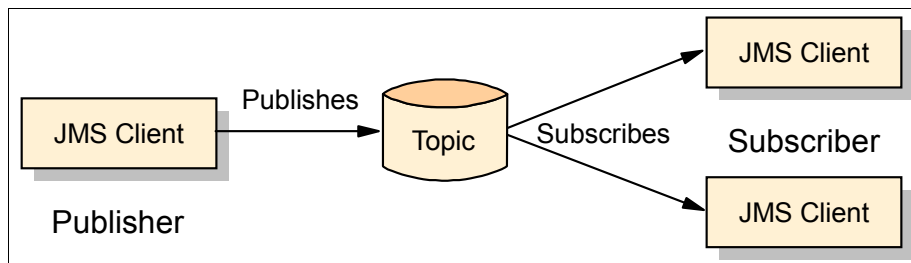 JMS Client
Publisher
Publishes
Topic
Subscribes
JMS Client
Subscriber
JMS Client